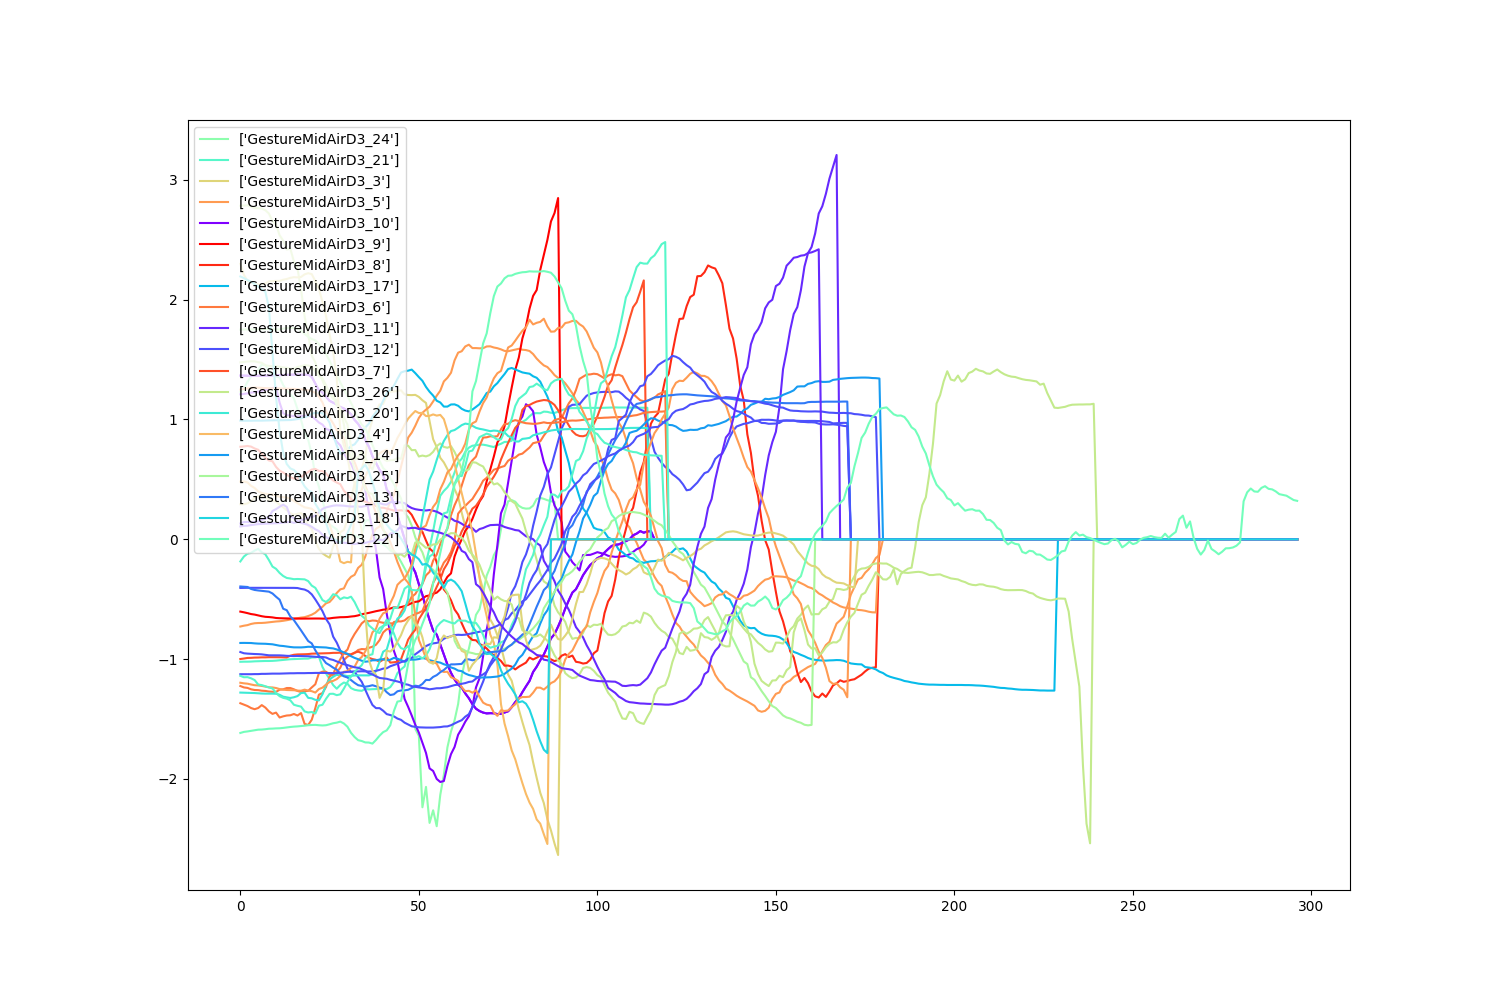 ['GestureMidAirD3_24']
['GestureMidAirD3_21']
['GestureMidAirD3_3']
['GestureMidAirD3_5']
['GestureMidAirD3_10']
['GestureMidAirD3_9']
['GestureMidAirD3_8']
['GestureMidAirD3_17']
['GestureMidAirD3_6']
['GestureMidAirD3_11']
['GestureMidAirD3_12']
['GestureMidAirD3_7']
['GestureMidAirD3_26']
['GestureMidAirD3_20']
['GestureMidAirD3_4']
['GestureMidAirD3_14']
['GestureMidAirD3_25']
['GestureMidAirD3_13']
['GestureMidAirD3_18']
['GestureMidAirD3_22']
3
2
1
0
−1
−2
0 50 100 150 200 250 300